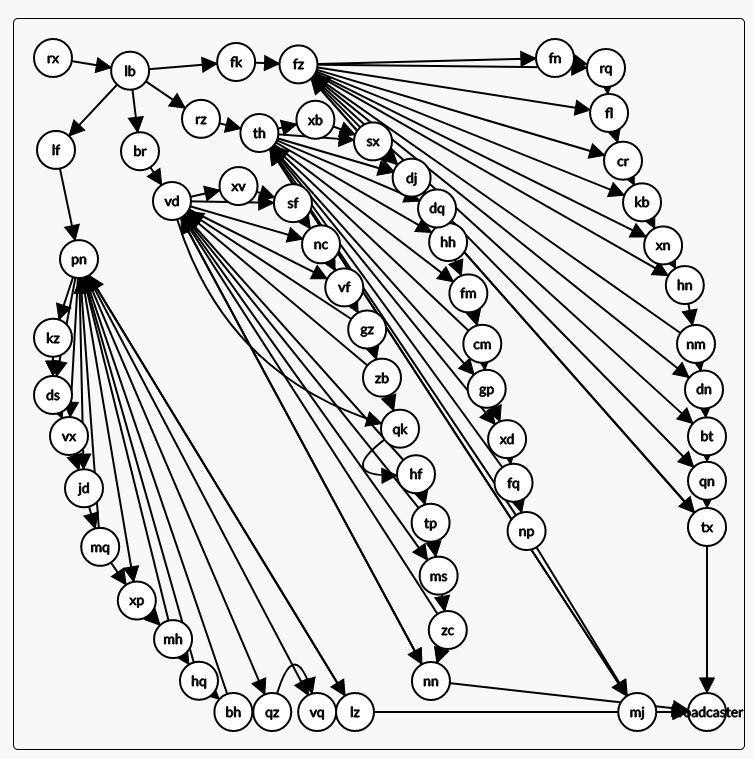 rx
lb
fk
fz
fn
rq
rz
th
xb
sx
fl
lf
br
dj
cr
vd
xv
sf
dq
kb
nc
hh
xn
pn
vf
fm
hn
kz
gz
cm
nm
ds
zb
gp
dn
vx
qk
xd
bt
jd
hf
fq
qn
mq
tp
np
tx
xp
ms
mh
zc
hq
nn
bh
qz
vq
lz
mj
oadcaster